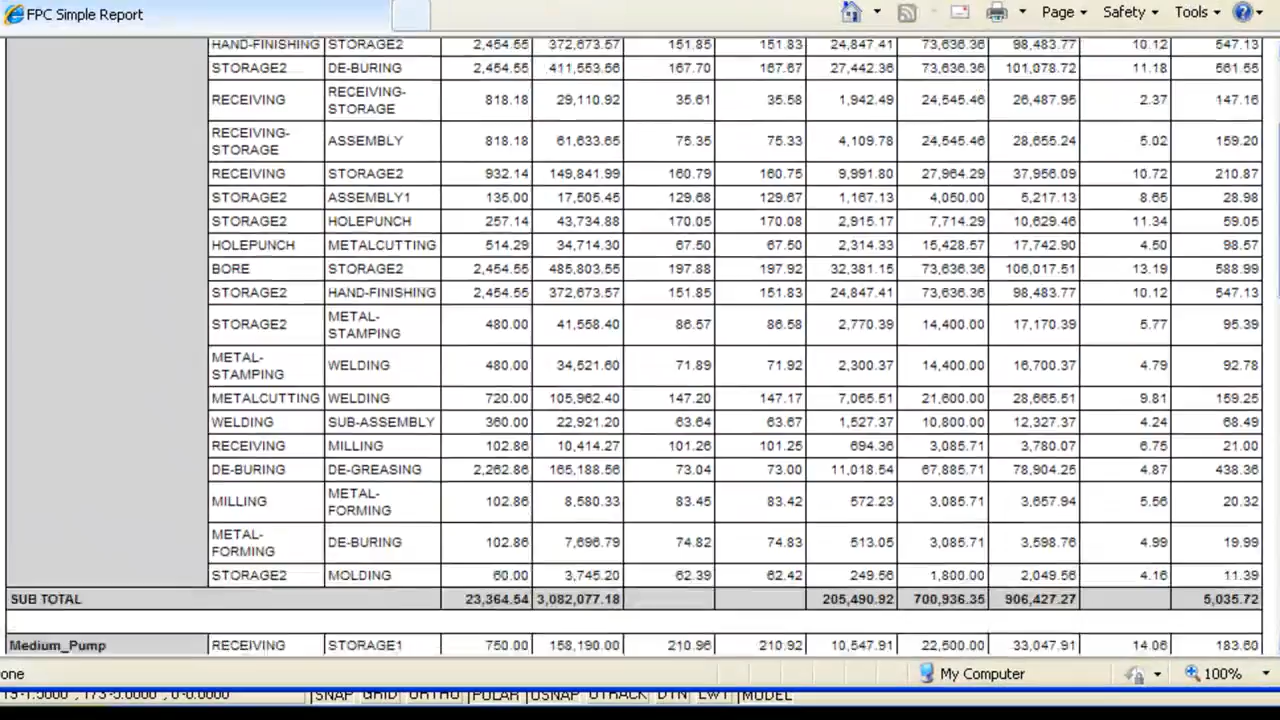 FPC Simple Report
Page Safety Tools
HAND-FINISHING STORAGE2 2,454.55 372,673.57 151.85 151.83 24,847.41 73,636.36 98,483.77 10.12 547.13
STORAGE2 DE-BURING 2,454.55 411,553.56 167.70 167.67 27,442.36 73,636.36 101,078.72 11.18 561.55
RECEIVING RECEIVING-
STORAGE 818.18 29,110.92 35.61 35.58 1,942.49 24,545.46 26,487.95 2.37 147.16
RECEIVING-
STORAGE ASSEMBLY 818.18 61,633.65 75.35 75.33 4,109.78 24,545.46 28,655.24 5.02 159.20
RECEIVING STORAGE2 932.14 149,841.99 160.79 160.75 9,991.80 27,964.29 37,956.09 10.72 210.87
STORAGE2 ASSEMBLY1 135.00 17,505.45 129.68 129.67 1,167.13 4,050.00 5,217.13 8.65 28.98
STORAGE2 HOLEPUNCH 257.14 43,734.88 170.05 170.08 2,915.17 7,714.29 10,629.46 11.34 59.05
HOLEPUNCH METALCUTTING 514.29 34,714.30 67.50 67.50 2,314.33 15,428.57 17,742.90 4.50 98.57
BORE STORAGE2 2,454.55 485,803.55 197.88 197.92 32,381.15 73,636.36 106,017.51 13.19 588.99
STORAGE2 HAND-FINISHING 2,454.55 372,673.57 151.85 151.83 24,847.41 73,636.36 98,483.77 10.12 547.13
STORAGE2 METAL-
STAMPING 480.00 41,558.40 86.57 86.58 2,770.39 14,400.00 17,170.39 5.77 95.39
METAL-
STAMPING WELDING 480.00 34,521.60 71.89 71.92 2,300.37 14,400.00 16,700.37 4.79 92.78
METALCUTTING WELDING 720.00 105,962.40 147.20 147.17 7,065.51 21,600.00 28,665.51 9.81 159.25
WELDING SUB-ASSEMBLY 360.00 22,921.20 63.64 63.67 1,527.37 10,800.00 12,327.37 4.24 68.49
RECEIVING MILLING 102.86 10,414.27 101.26 101.25 694.36 3,085.71 3,780.07 6.75 21.00
DE-BURING DE-GREASING 2,262.86 165,188.56 73.04 73.00 11,018.54 67,885.71 78,904.25 4.87 438.36
MILLING METAL-
FORMING 102.86 8,580.33 83.45 83.42 572.23 3,085.71 3,657.94 5.56 20.32
METAL-
FORMING DE-BURING 102.86 7,696.79 74.82 74.83 513.05 3,085.71 3,598.76 4.99 19.99
STORAGE2 MOLDING 60.00 3,745.20 62.39 62.42 249.56 1,800.00 2,049.56 4.16 11.39
SUB TOTAL 23,364.54 3,082,077.18 205,490.92 700,936.35 906,427.27 5,035.72
Medium_Pump RECEIVING STORAGE1 750.00 158,190.00 210.96 210.92 10,547.91 22,500.00 33,047.91 14.06 183.60
one My Computer 100%
SNAP GRID ORTHO POLAR OSNAP OTRACK DYN LWT MODEL